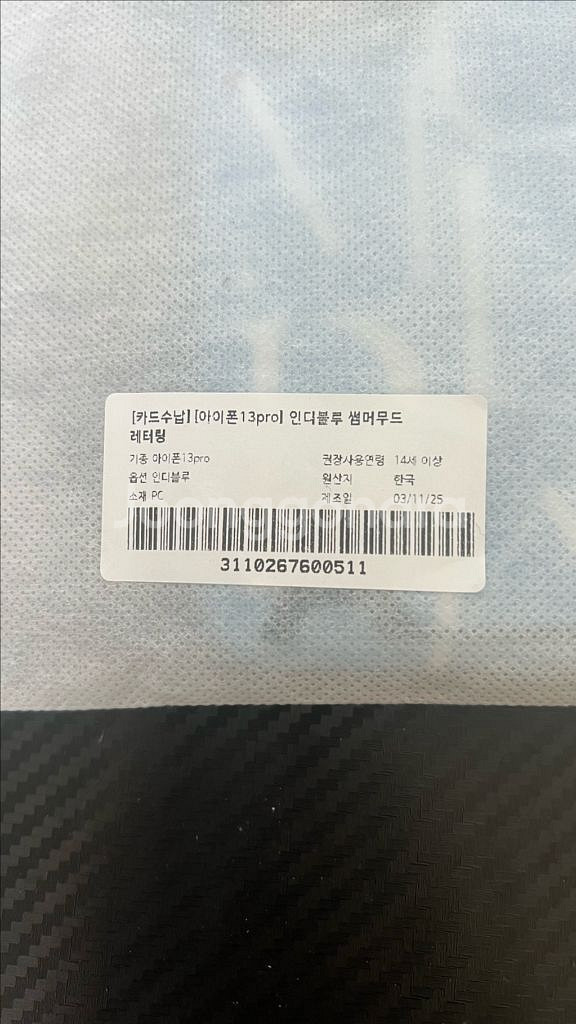 [카드수납] [아이폰13pro] 인디블루 썸머무드
레터링
기종 아이폰13pro
권장사용연령 14세 이상
옵션 인디블루
원산지 한국
소재 PC
제조일 03/11/25
joonggonara
3110267600511